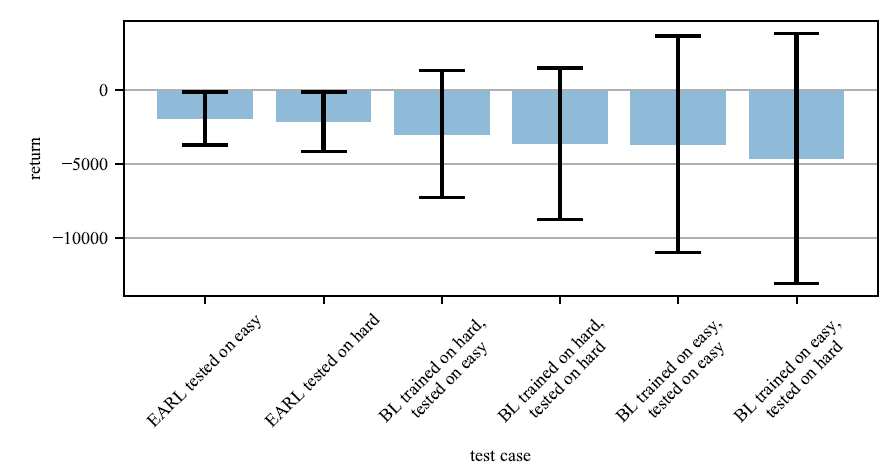 return
0
−5000
−10000
EARL tested on easy
EARL tested on hard
BL trained on hard,
tested on easy
BL trained on hard,
tested on hard
BL trained on easy,
tested on easy
BL trained on easy,
tested on hard
test case